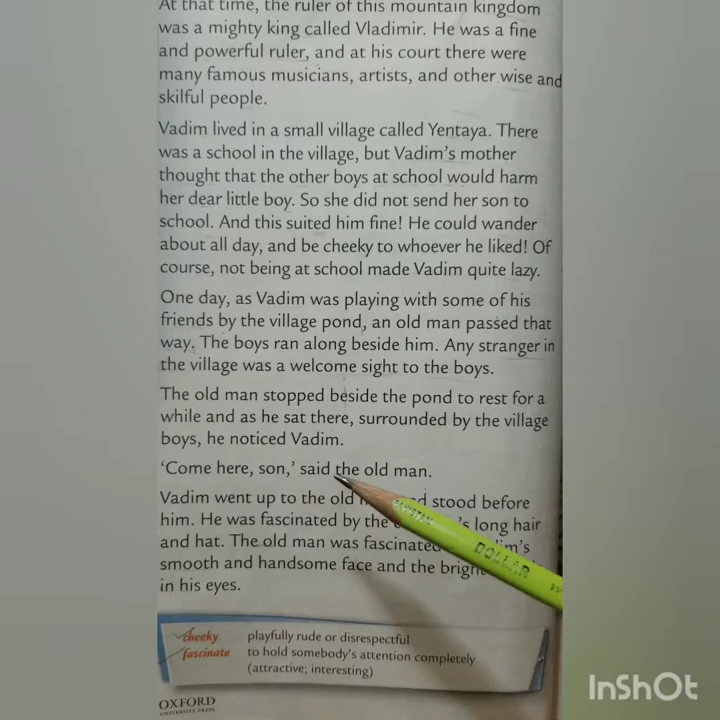 At that time, the ruler of this mountain kingdom
was a mighty king called Vladimir. He was a fine
and powerful ruler, and at his court there were
many famous musicians, artists, and other wise and
skilful people.
Vadim lived in a small village called Yentaya. There
was a school in the village, but Vadim's mother
thought that the other boys at school would harm
her dear little boy. So she did not send her son to
school. And this suited him fine! He could wander
about all day, and be cheeky to whoever he liked! Of
course, not being at school made Vadim quite lazy.
One day, as Vadim was playing with some of his
friends by the village pond, an old man passed that
way. The boys ran along beside him. Any stranger in
the village was a welcome sight to the boys.
The old man stopped beside the pond to rest for a
while and as he sat there, surrounded by the village
boys, he noticed Vadim.
‘Come here, son,’ said the old man.
Vadim went up to the old stood before
him. He was fascinated by the long hair
and hat. The old man was fascinated
smooth and handsome face and the bright
in his eyes.
cheeky playfully rude or disrespectful
fascinate to hold somebody's attention completely
(attractive; interesting)
OXFORD
UNIVERSITY PRESS
PAKISTAN
DOLLAR
InShOt